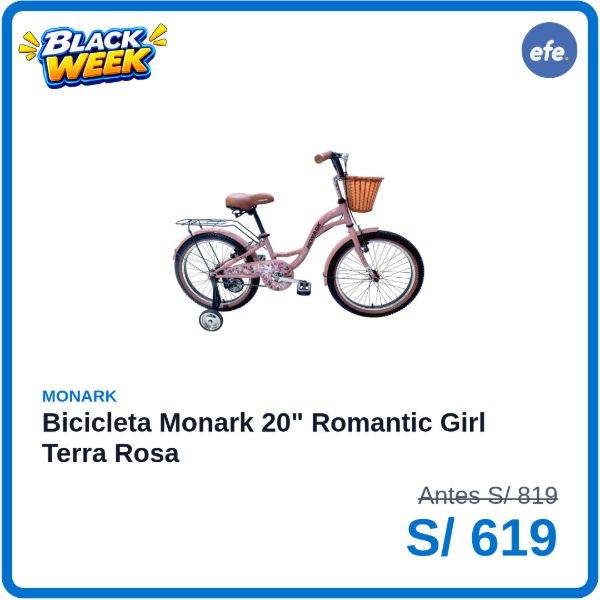 BLACK
WEEK
efe.
MONARK
Bicicleta Monark 20" Romantic Girl
Terra Rosa
Antes S/ 819
S/ 619